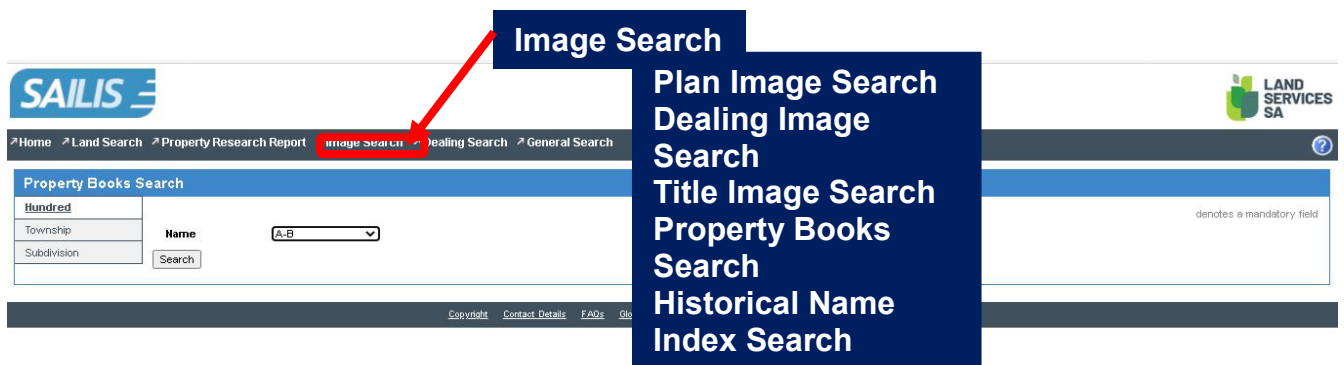 Image Search
Plan Image Search
Dealing Image
Search
Title Image Search
Property Books
Search
Historical Name
Index Search
SAILIS
LAND
SERVICES
SA
Home Land Search Property Research Report Image Search Dealing Search General Search
Property Books Search
Hundred
Township
Subdivision
Name A-B
Search
denotes a mandatory field
Copyright Contact Details FAQs